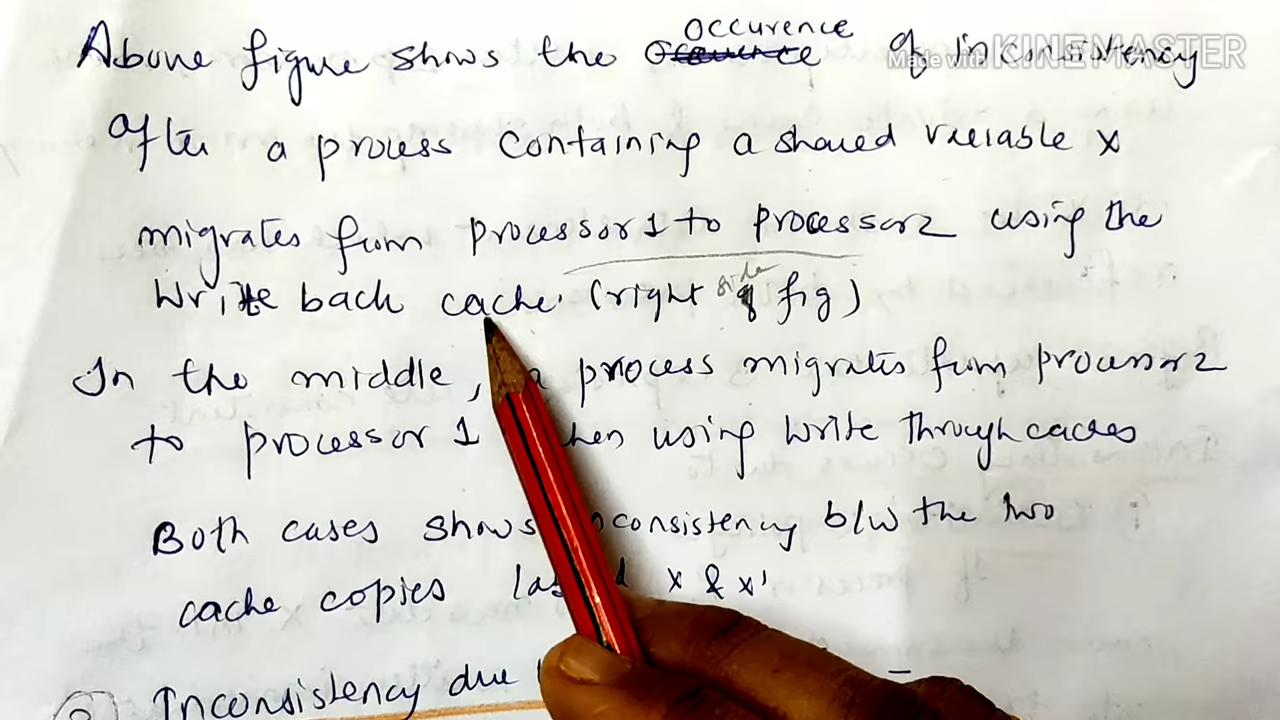 Above figure shows the Occurence of inconsistency
Made with KINEMASTER
after a process containing a shared variable x
migrates from processor 1 to processor 2 using the
Write back cache. (right side fig)
In the middle, a process migrates from processor 2
to processor 1 when using Write through caches
Both cases shows inconsistency b/w the two
cache copies x & x'
Inconsistency due